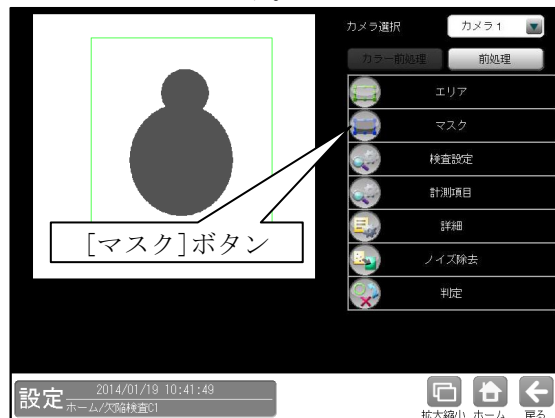 カメラ選択
カメラ1
カラー前処理
前処理
エリア
マスク
検査設定
計測項目
詳細
ノイズ除去
判定
[マスク]ボタン
設定
2014/01/19 10:41:49
ホーム/欠陥検査C1
拡大縮小
ホーム
戻る